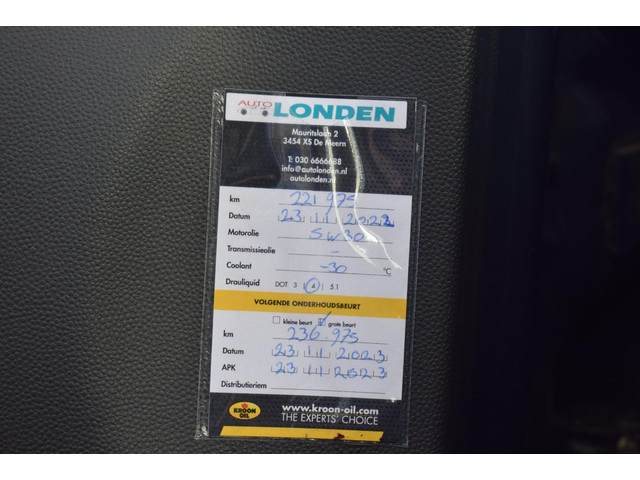 AUTO LONDEN
Mauritslaan 2
3454 XS De Meern
T: 030 6666688
info@autolonden.nl
autolonden.nl
km 221 975
Datum 23 11 2022
Motorolie 5W30
Transmissieolie -
Coolant -30 °C
Drauliquid DOT 3 | 4 | 5.1
VOLGENDE ONDERHOUDSBEURT
kleine beurt grote beurt
km 236 975
Datum 23 11 2023
APK 23 11 2023
Distributieriem
KROON OIL www.kroon-oil.com
THE EXPERTS' CHOICE